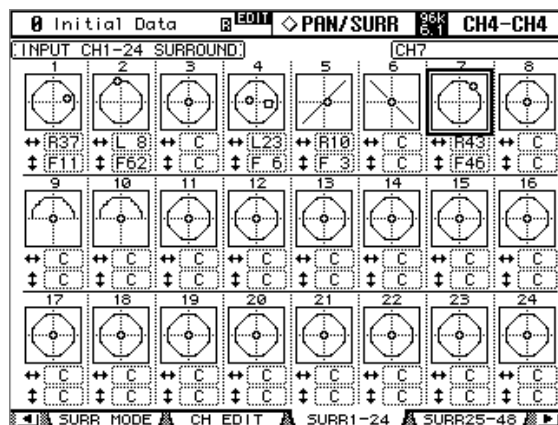 0 Initial Data R EDIT ◇PAN/SURR 96k 6.1 CH4-CH4
INPUT CH1-24 SURROUND CH7
1 2 3 4 5 6 7 8
↔ R37 ↔ L 8 ↔ C ↔ L23 ↔ R10 ↔ C ↔ R43 ↔ C
↕ F11 ↕ F62 ↕ C ↕ F 6 ↕ F 3 ↕ C ↕ F46 ↕ C
9 10 11 12 13 14 15 16
↔ C ↔ C ↔ C ↔ C ↔ C ↔ C ↔ C ↔ C
↕ C ↕ C ↕ C ↕ C ↕ C ↕ C ↕ C ↕ C
17 18 19 20 21 22 23 24
↔ C ↔ C ↔ C ↔ C ↔ C ↔ C ↔ C ↔ C
↕ C ↕ C ↕ C ↕ C ↕ C ↕ C ↕ C ↕ C
SURR MODE CH EDIT SURR1-24 SURR25-48